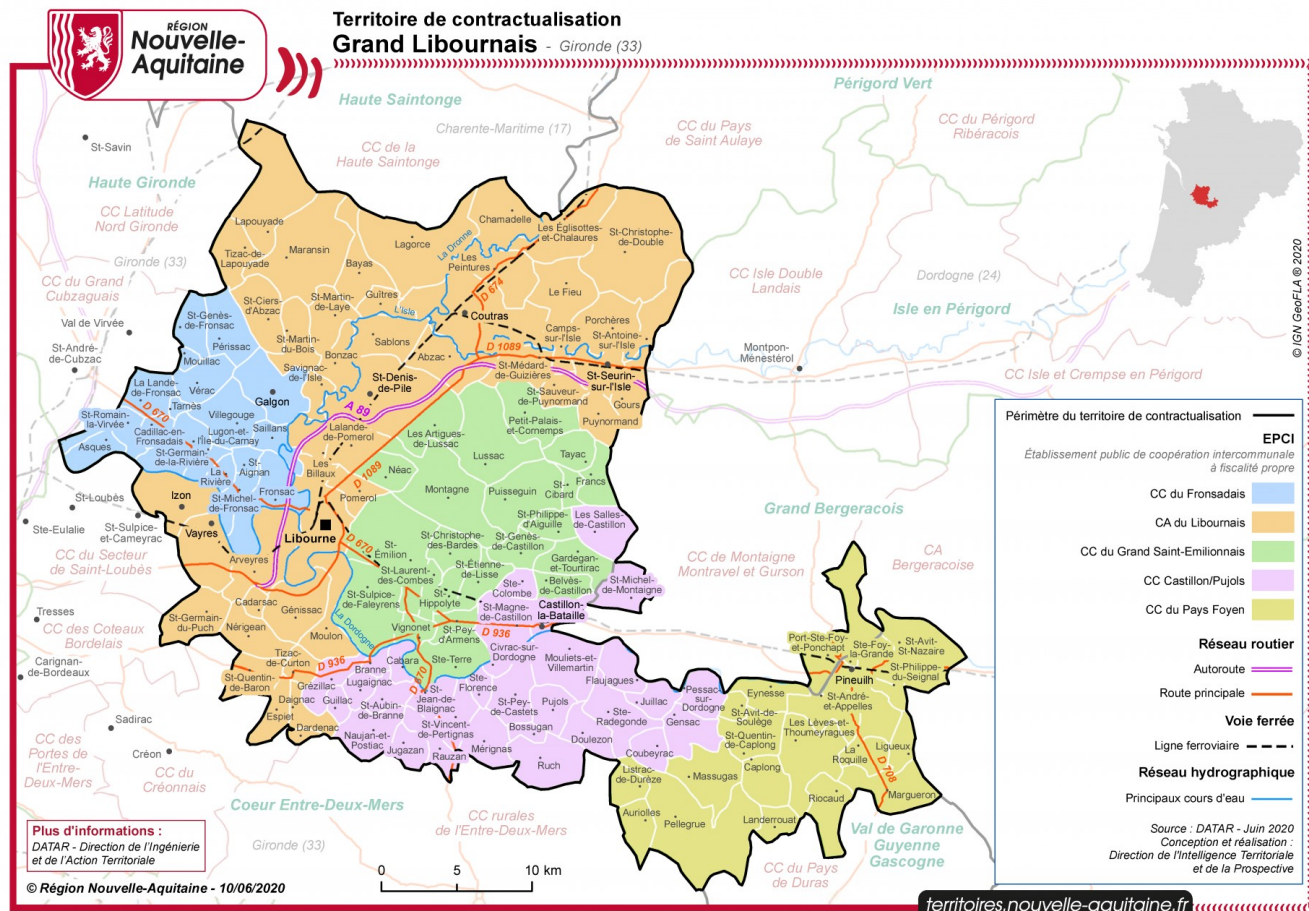 RÉGION
Nouvelle-
Aquitaine
Territoire de contractualisation
Grand Libournais - Gironde (33)
Haute Saintonge
Périgord Vert
Charente-Maritime (17)
CC de la
Haute Saintonge
CC du Pays
de Saint Aulaye
CC du Périgord
Ribéracois
St-Savin
Haute Gironde
CC Latitude
Nord Gironde
Gironde (33)
CC du Grand
Cubzaguais
Val de Virvée
St-André-
de-Cubzac
CC Isle Double
Landais
Dordogne (24)
Isle en Périgord
Montpon-
Ménestérol
CC Isle et Crempse en Périgord
© IGN GeoFLA ® 2020
Lapouyade
Tizac-de-
Lapouyade
Maransin
Bayas
Lagorce
Chamadelle
La Dronne
Les
Peintures
Les Églisottes-
et-Chalaures
St-Christophe-
de-Double
D 674
Le Fieu
St-Ciers-
d'Abzac
St-Martin-
de-Laye
Guîtres
L'Isle
Coutras
St-Martin-
du-Bois
Bonzac
Sablons
Abzac
Camps-
sur-l'Isle
Porchères
St-Antoine-
sur-l'Isle
D 1089
Savignac-
de-l'Isle
St-Denis-
de-Pile
St-Médard-
de-Guizières
St-Seurin-
sur-l'Isle
St-Sauveur-
de-Puynormand
Gours
Puynormand
A 89
St-Genès-
de-Fronsac
Périssac
Mouillac
La Lande-
de-Fronsac
Vérac
Galgon
Tarnès
Villegouge
D 670
St-Romain-
la-Virvée
Cadillac-en-
Fronsadais
Lugon-et-
l'Île-du-Carnay
Saillans
Asques
St-Germain-
de-la-Rivière
La
Rivière
St-
Aignan
St-Michel-
de-Fronsac
Fronsac
Lalande-
de-Pomerol
Les
Billaux
D 1089
Pomerol
Néac
Les Artigues-
de-Lussac
Petit-Palais-
et-Cornemps
Lussac
Tayac
Francs
St-
Cibard
Montagne
Puisseguin
St-Philippe-
d'Aiguille
Les Salles-
de-Castillon
St-Loubès
Izon
Ste-Eulalie
St-Sulpice-
et-Cameyrac
Vayres
Libourne
D 670
CC du Secteur
de Saint-Loubès
Arveyres
St-
Émilion
St-Christophe-
des-Bardes
St-Genès-
de-Castillon
St-Laurent-
des-Combes
St-Étienne-
de-Lisse
Gardegan-
et-Tourtirac
Belvès-
de-Castillon
St-Sulpice-
de-Faleyrens
St-
Hippolyte
Ste-
Colombe
St-Michel-
de-Montaigne
St-Magne-
de-Castillon
Castillon-
la-Bataille
Grand Bergeracois
CC de Montaigne
Montravel et Gurson
CA
Bergeracoise
Tresses
CC des Coteaux
Bordelais
Carignan-
de-Bordeaux
Cadarsac
Génissac
St-Germain-
du-Puch
Nérigean
Moulon
La Dordogne
Vignonet
St-Pey-
d'Armens
D 936
Tizac-
de-Curton
D 936
Branne
Cabara
Ste-Terre
Civrac-sur-
Dordogne
Mouliets-et-
Villemartin
St-Quentin-
de-Baron
Grézillac
Lugaignac
D 670
Ste-
Florence
Flaujagues
Daignac
Guillac
St-Aubin-
de-Branne
St-
Jean-de-
Blaignac
St-Pey-
de-Castets
Pujols
Juillac
Pessac-
sur-
Dordogne
Espiet
Dardenac
Naujan-et-
Postiac
St-Vincent-
de-Pertignas
Bossugan
Ste-
Radegonde
Gensac
Jugazan
Rauzan
Mérignas
Doulezon
Ruch
Coubeyrac
Sadirac
Créon
CC des
Portes de
l'Entre-
Deux-Mers
CC du
Créonnais
Coeur Entre-Deux-Mers
CC rurales
de l'Entre-Deux-Mers
Gironde (33)
Port-Ste-Foy-
et-Ponchapt
Ste-Foy-
la-Grande
St-Avit-
St-Nazaire
Pineuilh
St-Philippe-
du-Seignal
Eynesse
St-André-
et-Appelles
St-Avit-de-
Soulège
Les Lèves-et-
Thoumeyragues
St-Quentin-
de-Caplong
La
Roquille
Ligueux
D 708
Listrac-
de-Durèze
Massugas
Caplong
Riocaud
Margueron
Auriolles
Pellegrue
Landerrouat
Val de Garonne
Guyenne
Gascogne
CC du Pays
de Duras
Périmètre du territoire de contractualisation
EPCI
Établissement public de coopération intercommunale
à fiscalité propre
CC du Fronsadais
CA du Libournais
CC du Grand Saint-Emilionnais
CC Castillon/Pujols
CC du Pays Foyen
Réseau routier
Autoroute
Route principale
Voie ferrée
Ligne ferroviaire
Réseau hydrographique
Principaux cours d'eau
Source : DATAR - Juin 2020
Conception et réalisation :
Direction de l'Intelligence Territoriale
et de la Prospective
Plus d'informations :
DATAR - Direction de l'Ingénierie
et de l'Action Territoriale
© Région Nouvelle-Aquitaine - 10/06/2020
0 5 10 km
territoires.nouvelle-aquitaine.fr